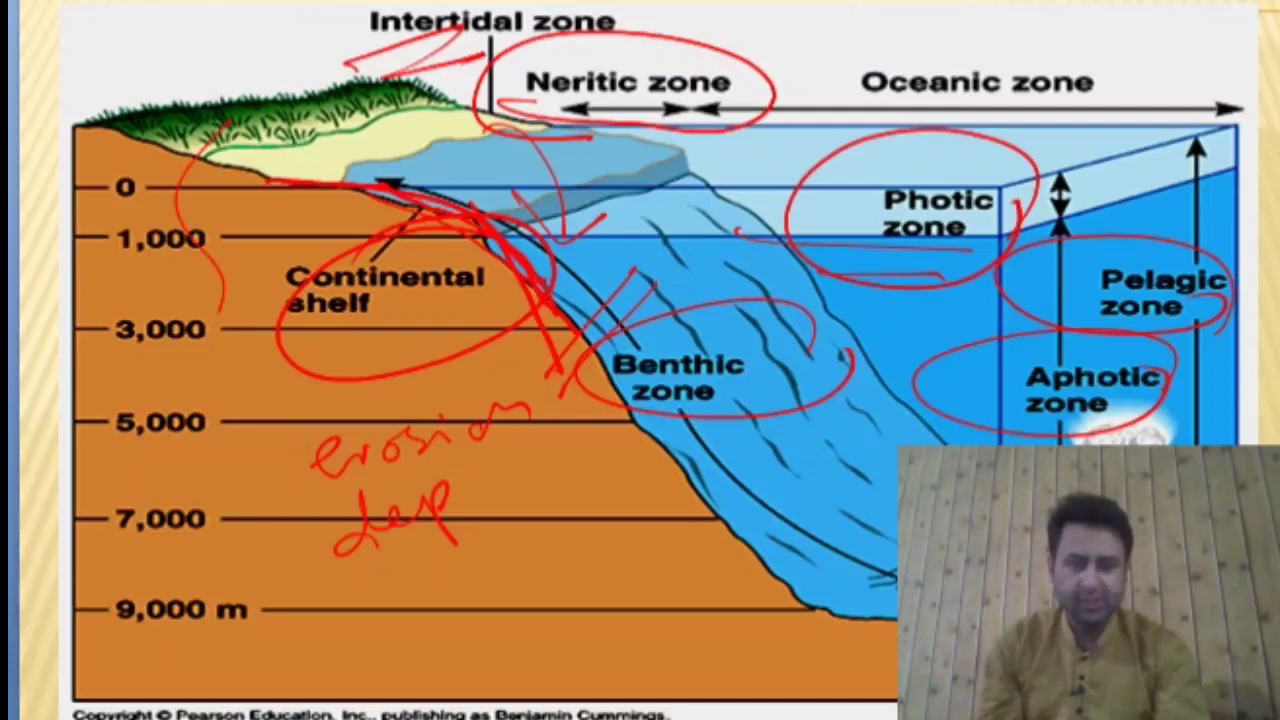 Intertidal zone
Neritic zone
Oceanic zone
0
Photic
zone
1,000
Continental
shelf
Pelagic
zone
3,000
Benthic
zone
Aphotic
zone
5,000
erosion
dep
7,000
9,000 m
Copyright © Pearson Education, Inc., publishing as Benjamin Cummings.